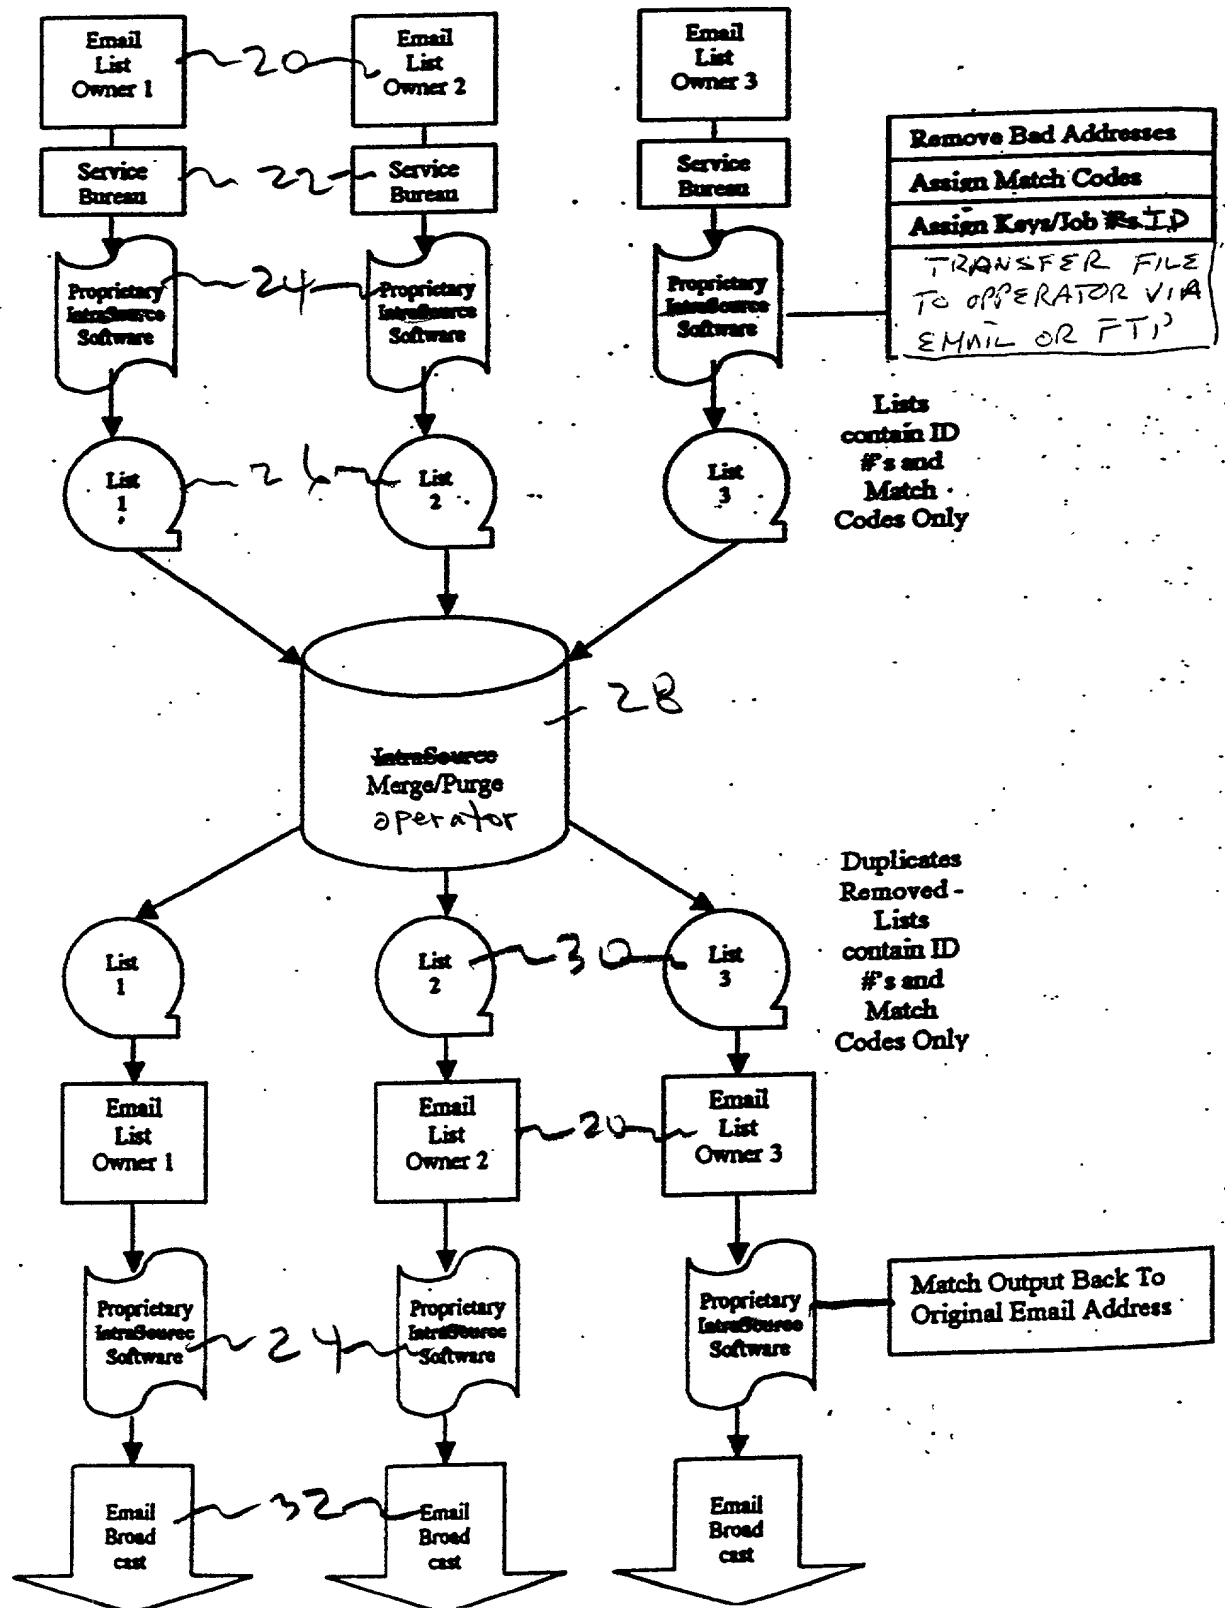 Email
List
Owner 1
20
Email
List
Owner 2
Email
List
Owner 3
Service
Bureau
22
Service
Bureau
Service
Bureau
Remove Bad Addresses
Assign Match Codes
Assign Keys/Job #s ID
TRANSFER FILE
TO OPPERATOR VIA
EMAIL OR FTP
Proprietary
IntraSource
Software
24
Proprietary
IntraSource
Software
Proprietary
IntraSource
Software
List
1
26
List
2
List
3
Lists
contain ID
#'s and
Match
Codes Only
28
IntraSource
Merge/Purge
operator
Duplicates
Removed -
Lists
contain ID
#'s and
Match
Codes Only
List
1
List
2
30
List
3
Email
List
Owner 1
Email
List
Owner 2
20
Email
List
Owner 3
Proprietary
IntraSource
Software
24
Proprietary
IntraSource
Software
Proprietary
IntraSource
Software
Match Output Back To
Original Email Address
Email
Broad
cast
32
Email
Broad
cast
Email
Broad
cast